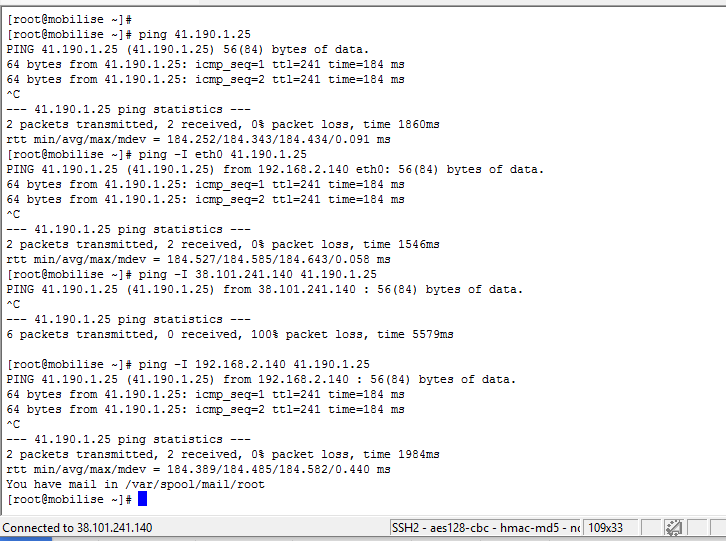 [root@mobilise ~]#
[root@mobilise ~]# ping 41.190.1.25
PING 41.190.1.25 (41.190.1.25) 56(84) bytes of data.
64 bytes from 41.190.1.25: icmp_seq=1 ttl=241 time=184 ms
64 bytes from 41.190.1.25: icmp_seq=2 ttl=241 time=184 ms
^C
--- 41.190.1.25 ping statistics ---
2 packets transmitted, 2 received, 0% packet loss, time 1860ms
rtt min/avg/max/mdev = 184.252/184.343/184.434/0.091 ms
[root@mobilise ~]# ping -I eth0 41.190.1.25
PING 41.190.1.25 (41.190.1.25) from 192.168.2.140 eth0: 56(84) bytes of data.
64 bytes from 41.190.1.25: icmp_seq=1 ttl=241 time=184 ms
64 bytes from 41.190.1.25: icmp_seq=2 ttl=241 time=184 ms
^C
--- 41.190.1.25 ping statistics ---
2 packets transmitted, 2 received, 0% packet loss, time 1546ms
rtt min/avg/max/mdev = 184.527/184.585/184.643/0.058 ms
[root@mobilise ~]# ping -I 38.101.241.140 41.190.1.25
PING 41.190.1.25 (41.190.1.25) from 38.101.241.140 : 56(84) bytes of data.
^C
--- 41.190.1.25 ping statistics ---
6 packets transmitted, 0 received, 100% packet loss, time 5579ms
[root@mobilise ~]# ping -I 192.168.2.140 41.190.1.25
PING 41.190.1.25 (41.190.1.25) from 192.168.2.140 : 56(84) bytes of data.
64 bytes from 41.190.1.25: icmp_seq=1 ttl=241 time=184 ms
64 bytes from 41.190.1.25: icmp_seq=2 ttl=241 time=184 ms
^C
--- 41.190.1.25 ping statistics ---
2 packets transmitted, 2 received, 0% packet loss, time 1984ms
rtt min/avg/max/mdev = 184.389/184.485/184.582/0.440 ms
You have mail in /var/spool/mail/root
[root@mobilise ~]#
Connected to 38.101.241.140 SSH2 - aes128-cbc - hmac-md5 - nc 109x33